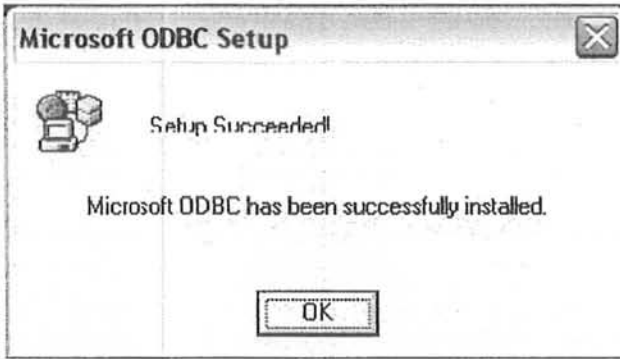 Microsoft ODBC Setup
Setup Succeeded!
Microsoft ODBC has been successfully installed.
OK